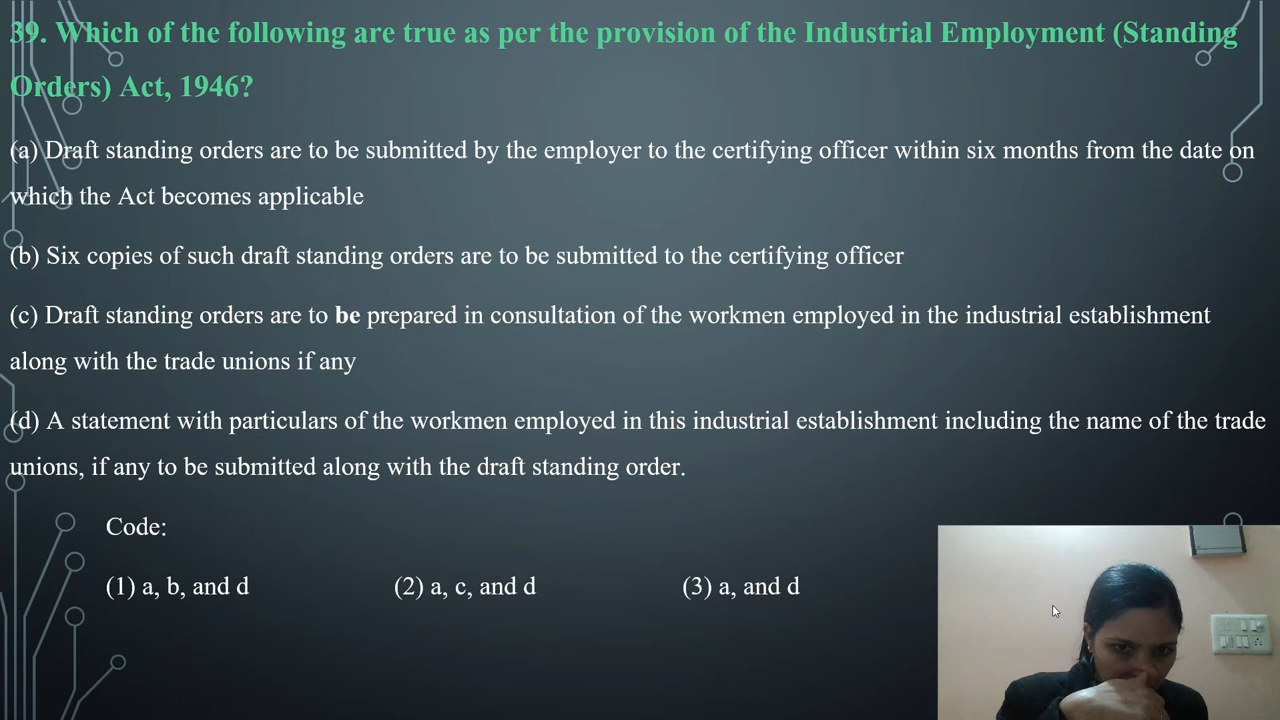 39. Which of the following are true as per the provision of the Industrial Employment (Standing
Orders) Act, 1946?
(a) Draft standing orders are to be submitted by the employer to the certifying officer within six months from the date on
which the Act becomes applicable
(b) Six copies of such draft standing orders are to be submitted to the certifying officer
(c) Draft standing orders are to be prepared in consultation of the workmen employed in the industrial establishment
along with the trade unions if any
(d) A statement with particulars of the workmen employed in this industrial establishment including the name of the trade
unions, if any to be submitted along with the draft standing order.
Code:
(1) a, b, and d (2) a, c, and d (3) a, and d